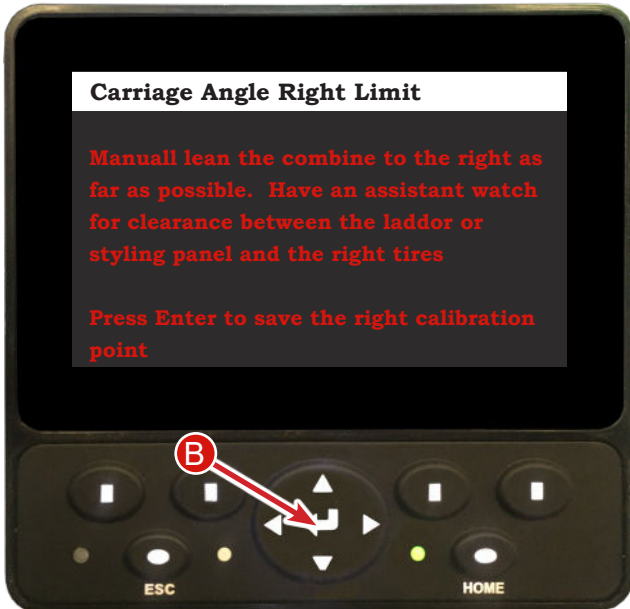 Carriage Angle Right Limit
Manuall lean the combine to the right as
far as possible. Have an assistant watch
for clearance between the laddor or
styling panel and the right tires
Press Enter to save the right calibration
point
B
ESC
HOME